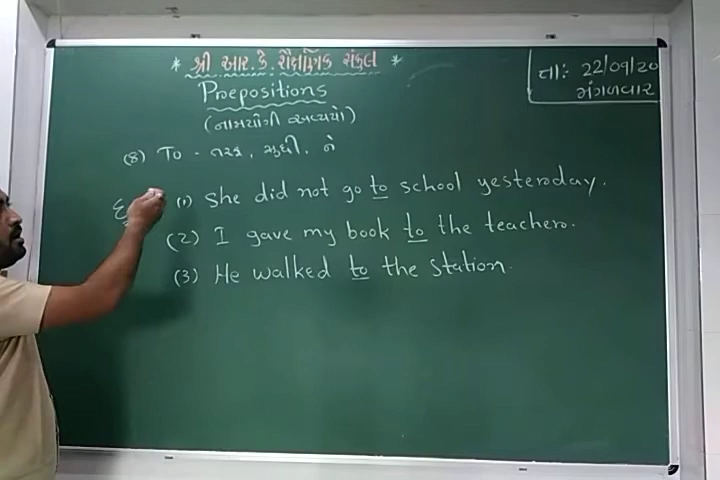 * શ્રી આર. કે. શૈક્ષણિક સંકુલ *
તા: 22/09/20
મંગળવાર
Prepositions
(નામયોગી અવ્યયો)
(8) To - તરફ, સુધી, ને
(1) She did not go to school yesterday.
(2) I gave my book to the teacher.
(3) He walked to the station.